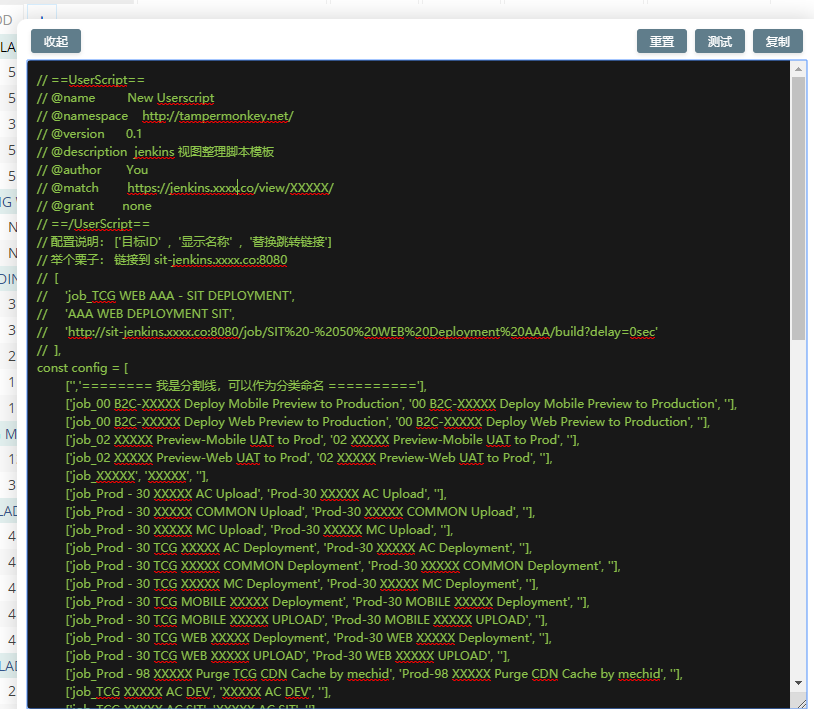 收起
重置
测试
复制
// ==UserScript==
// @name         New Userscript
// @namespace    http://tampermonkey.net/
// @version      0.1
// @description  jenkins 视图整理脚本模板
// @author       You
// @match        https://jenkins.xxxx.co/view/XXXXX/
// @grant        none
// ==/UserScript==
// 配置说明： ['目标ID' ， '显示名称' ， '替换跳转链接']
// 举个栗子： 链接到 sit-jenkins.xxxx.co:8080
//  [
//     'job_TCG WEB AAA - SIT DEPLOYMENT',
//     'AAA WEB DEPLOYMENT SIT',
//     'http://sit-jenkins.xxxx.co:8080/job/SIT%20-%2050%20WEB%20Deployment%20AAA/build?delay=0sec'
//  ],
const config = [
['','======== 我是分割线，可以作为分类命名 =========='],
['job_00 B2C-XXXXX Deploy Mobile Preview to Production', '00 B2C-XXXXX Deploy Mobile Preview to Production', ''],
['job_00 B2C-XXXXX Deploy Web Preview to Production', '00 B2C-XXXXX Deploy Web Preview to Production', ''],
['job_02 XXXXX Preview-Mobile UAT to Prod', '02 XXXXX Preview-Mobile UAT to Prod', ''],
['job_02 XXXXX Preview-Web UAT to Prod', '02 XXXXX Preview-Web UAT to Prod', ''],
['job_XXXXX', 'XXXXX', ''],
['job_Prod - 30 XXXXX AC Upload', 'Prod-30 XXXXX AC Upload', ''],
['job_Prod - 30 XXXXX COMMON Upload', 'Prod-30 XXXXX COMMON Upload', ''],
['job_Prod - 30 XXXXX MC Upload', 'Prod-30 XXXXX MC Upload', ''],
['job_Prod - 30 TCG XXXXX AC Deployment', 'Prod-30 XXXXX AC Deployment', ''],
['job_Prod - 30 TCG XXXXX COMMON Deployment', 'Prod-30 XXXXX COMMON Deployment', ''],
['job_Prod - 30 TCG XXXXX MC Deployment', 'Prod-30 XXXXX MC Deployment', ''],
['job_Prod - 30 TCG MOBILE XXXXX Deployment', 'Prod-30 MOBILE XXXXX Deployment', ''],
['job_Prod - 30 TCG MOBILE XXXXX UPLOAD', 'Prod-30 MOBILE XXXXX UPLOAD', ''],
['job_Prod - 30 TCG WEB XXXXX Deployment', 'Prod-30 WEB XXXXX Deployment', ''],
['job_Prod - 30 TCG WEB XXXXX UPLOAD', 'Prod-30 WEB XXXXX UPLOAD', ''],
['job_Prod - 98 XXXXX Purge TCG CDN Cache by mechid', 'Prod-98 XXXXX Purge CDN Cache by mechid', ''],
['job_TCG XXXXX AC DEV', 'XXXXX AC DEV', ''],
['job_TCG XXXXX AC SIT', 'XXXXX AC SIT', ''],